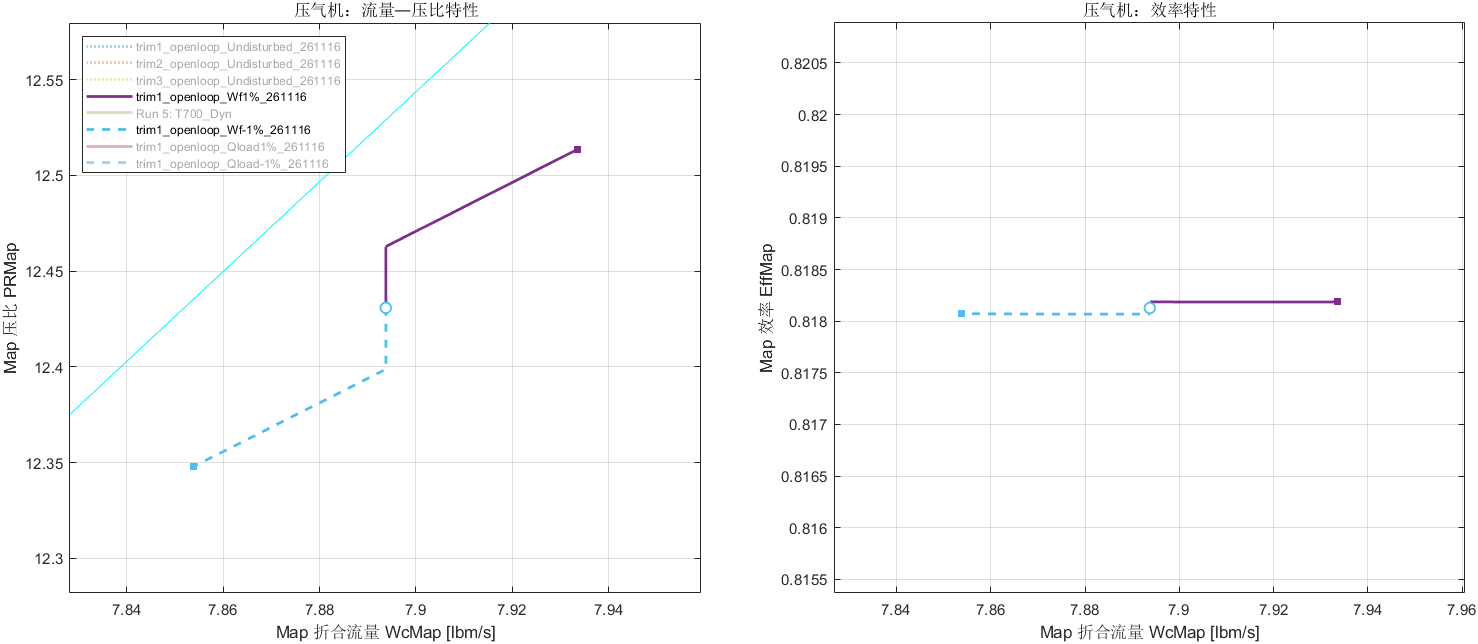 压气机：流量—压比特性
trim1_openloop_Undisturbed_261116
trim2_openloop_Undisturbed_261116
trim3_openloop_Undisturbed_261116
trim1_openloop_Wf1%_261116
Run 5: T700_Dyn
trim1_openloop_Wf-1%_261116
trim1_openloop_Qload1%_261116
trim1_openloop_Qload-1%_261116
Map 压比 PRMap
12.55
12.5
12.45
12.4
12.35
12.3
7.84
7.86
7.88
7.9
7.92
7.94
Map 折合流量 WcMap [lbm/s]
压气机：效率特性
Map 效率 EffMap
0.8205
0.82
0.8195
0.819
0.8185
0.818
0.8175
0.817
0.8165
0.816
0.8155
7.84
7.86
7.88
7.9
7.92
7.94
7.96
Map 折合流量 WcMap [lbm/s]